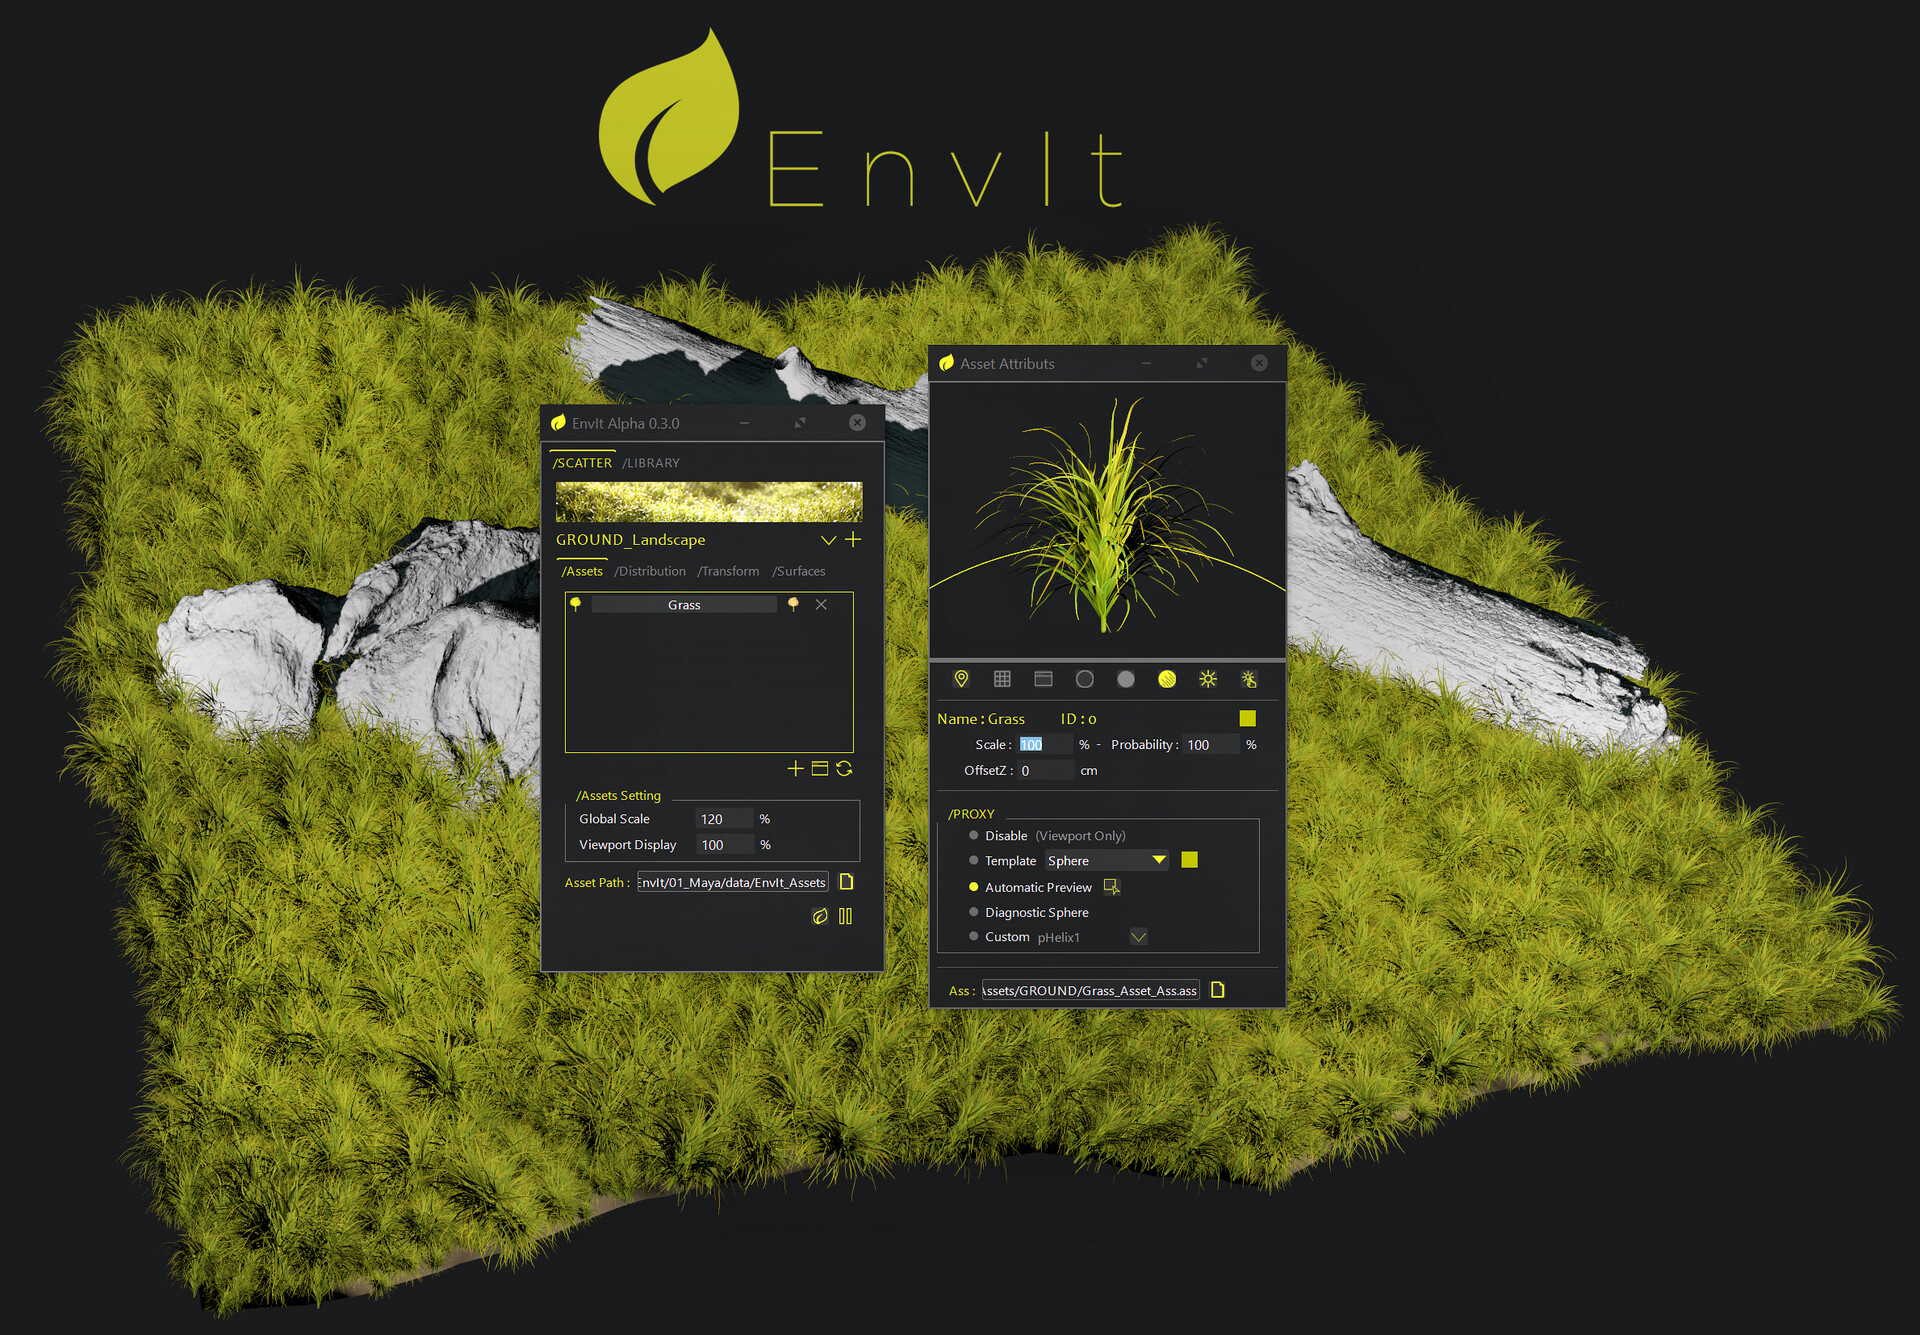 EnvIt
EnvIt Alpha 0.3.0
/SCATTER /LIBRARY
GROUND_Landscape
/Assets /Distribution /Transform /Surfaces
Grass
/Assets Setting
Global Scale 120 %
Viewport Display 100 %
Asset Path : EnvIt/01_Maya/data/EnvIt_Assets
Asset Attributs
Name : Grass ID : 0
Scale : 100 % - Probability : 100 %
OffsetZ : 0 cm
/PROXY
Disable (Viewport Only)
Template Sphere
Automatic Preview
Diagnostic Sphere
Custom pHelix1
Ass : Assets/GROUND/Grass_Asset_Ass.ass